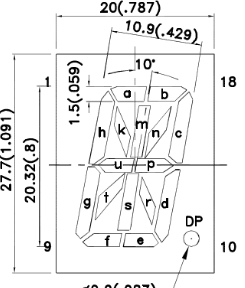 20(.787)
10.9(.429)
10°
1
18
a
b
1.5(.059)
m
h
k
n
c
27.7(1.091)
20.32(.8)
u
p
g
t
s
r
d
DP
f
e
9
10